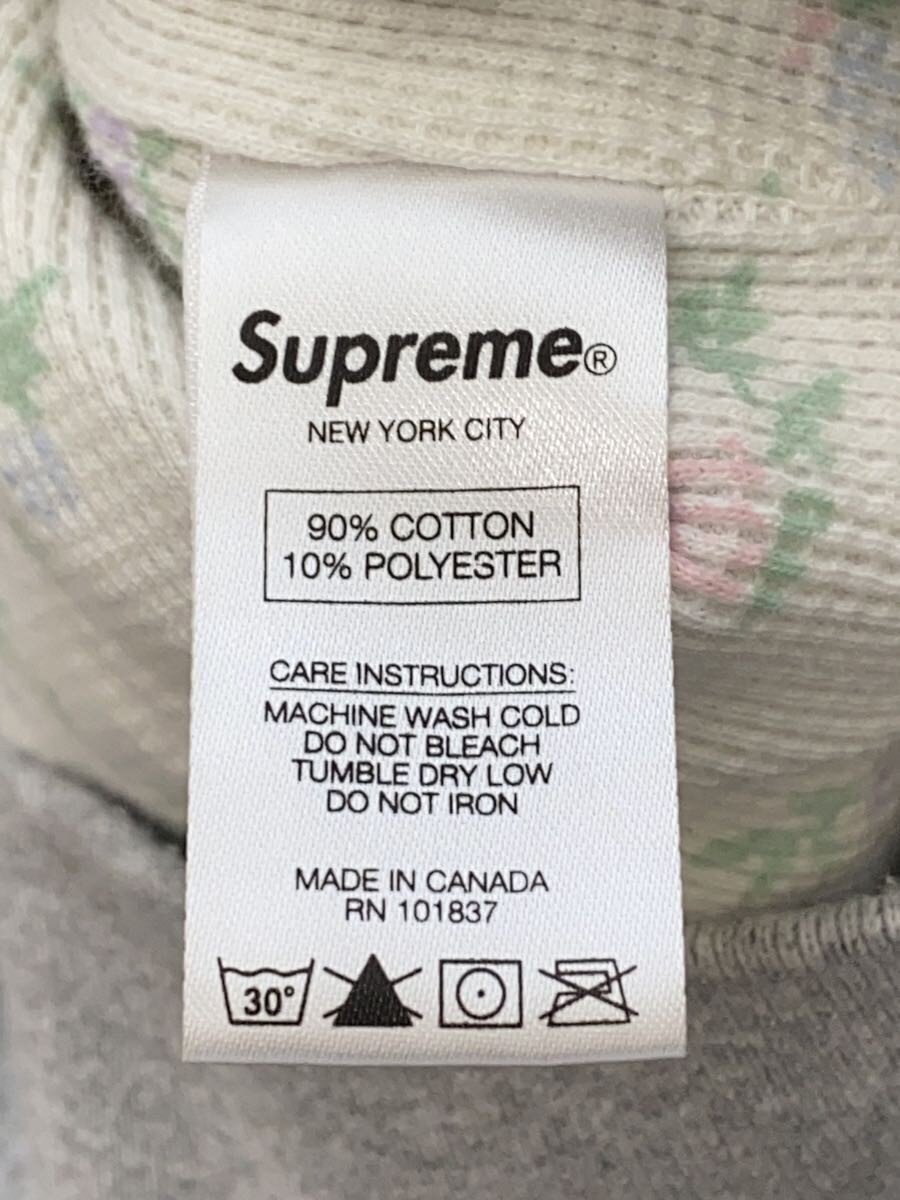 Supreme®
NEW YORK CITY
90% COTTON
10% POLYESTER
CARE INSTRUCTIONS:
MACHINE WASH COLD
DO NOT BLEACH
TUMBLE DRY LOW
DO NOT IRON
MADE IN CANADA
RN 101837
30°